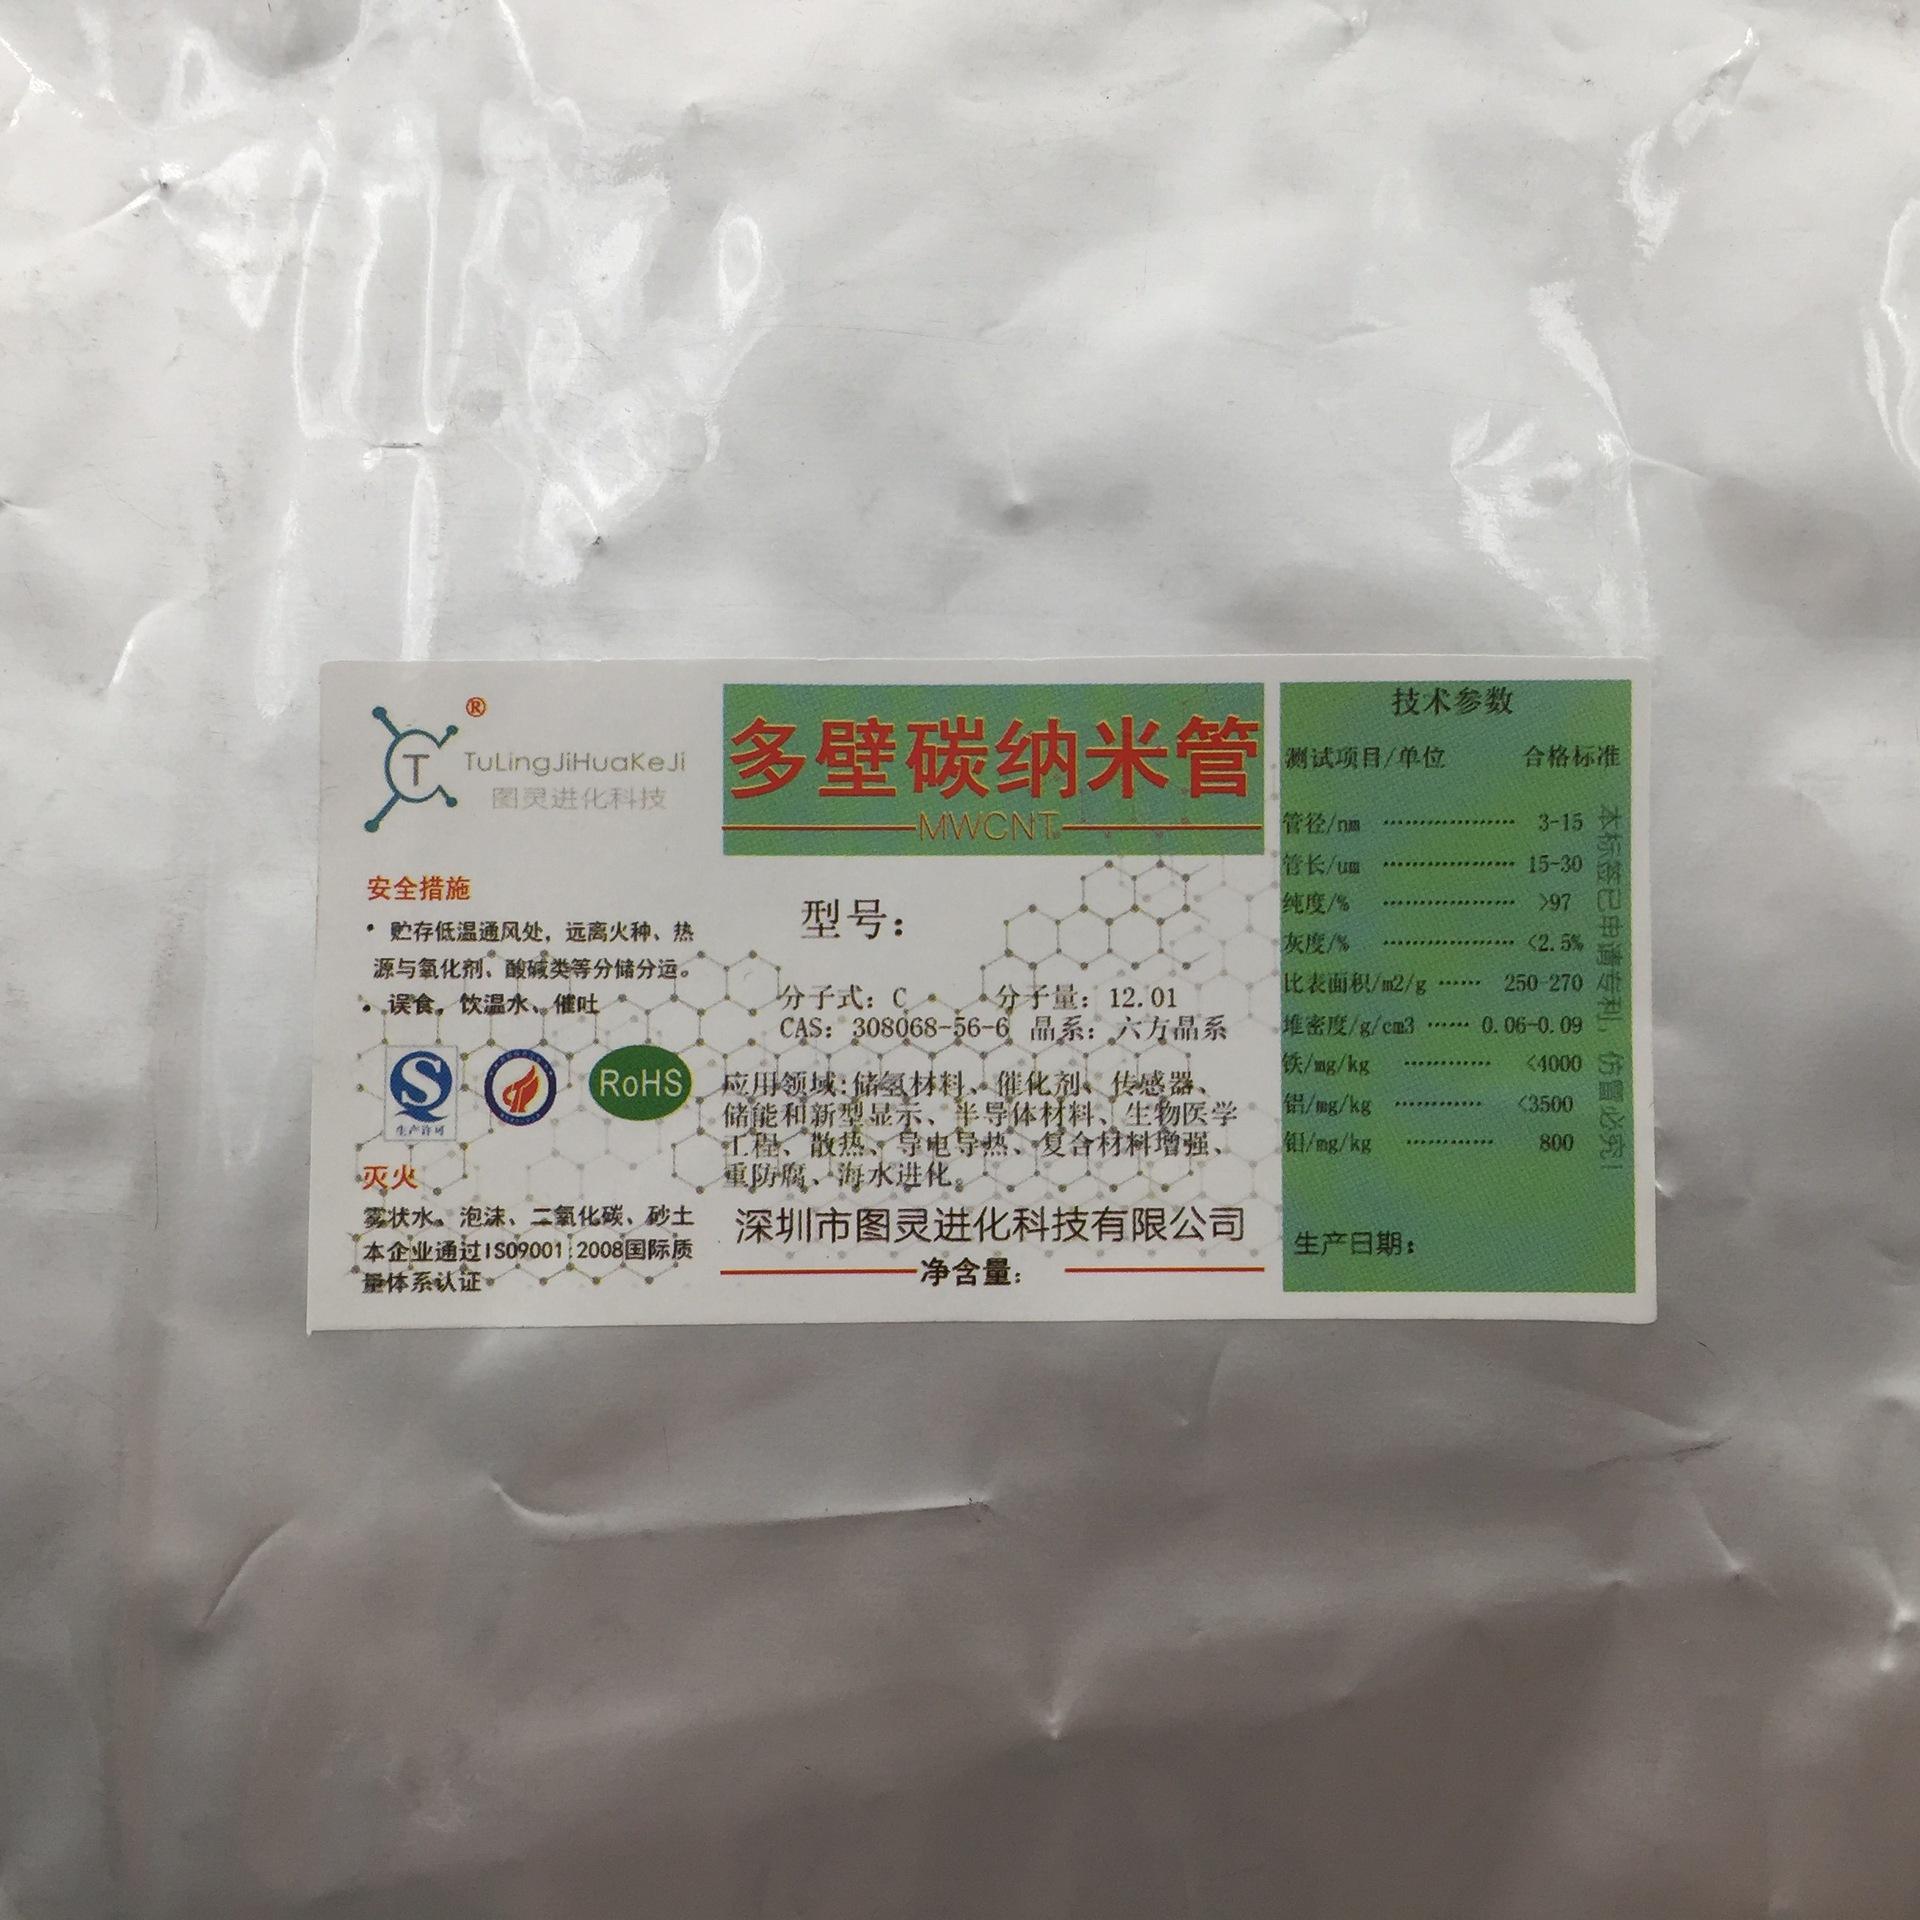 ®
T
TuLingJiHuaKeJi
图灵进化科技
安全措施
• 贮存低温通风处，远离火种、热
源与氧化剂、酸碱类等分储分运。
• 误食，饮温水、催吐
S
生产许可
RoHS
灭火
雾状水、泡沫、二氧化碳、砂土
本企业通过ISO9001:2008国际质
量体系认证
多壁碳纳米管
MWCNT
型号：
分子式：C 分子量：12.01
CAS：308068-56-6 晶系：六方晶系
应用领域:储氢材料、催化剂、传感器、
储能和新型显示、半导体材料、生物医学
工程、散热、导电导热、复合材料增强、
重防腐、海水进化。
深圳市图灵进化科技有限公司
净含量：
技术参数
测试项目/单位 合格标准
管径/nm ·················· 3-15
管长/um ·················· 15-30
纯度/% ·················· >97
灰度/% ·················· <2.5%
比表面积/m2/g ······ 250-270
堆密度/g/cm3 ······ 0.06-0.09
铁/mg/kg ············ <4000
铝/mg/kg ············ <3500
钼/mg/kg ············ 800
生产日期：
本标签已申请专利，仿冒必究！